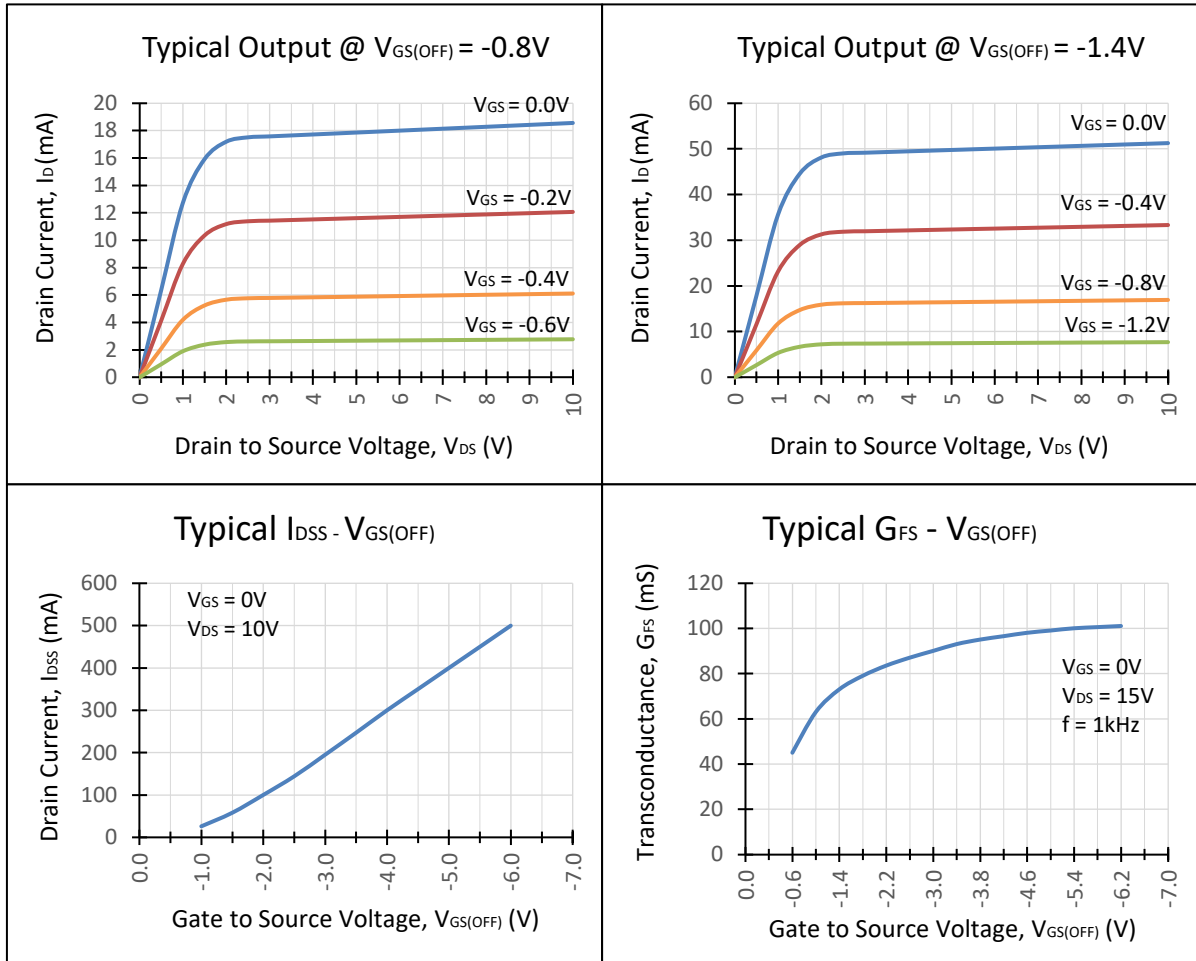 Typical Output @ VGS(OFF) = -0.8V
Drain Current, ID (mA)
20
18
16
14
12
10
8
6
4
2
0
VGS = 0.0V
VGS = -0.2V
VGS = -0.4V
VGS = -0.6V
0
1
2
3
4
5
6
7
8
9
10
Drain to Source Voltage, VDS (V)
Typical Output @ VGS(OFF) = -1.4V
Drain Current, ID (mA)
60
50
40
30
20
10
0
VGS = 0.0V
VGS = -0.4V
VGS = -0.8V
VGS = -1.2V
0
1
2
3
4
5
6
7
8
9
10
Drain to Source Voltage, VDS (V)
Typical IDSS - VGS(OFF)
Drain Current, IDSS (mA)
600
500
400
300
200
100
0
VGS = 0V
VDS = 10V
0.0
-1.0
-2.0
-3.0
-4.0
-5.0
-6.0
-7.0
Gate to Source Voltage, VGS(OFF) (V)
Typical GFS - VGS(OFF)
Transconductance, GFS (mS)
120
100
80
60
40
20
0
VGS = 0V
VDS = 15V
f = 1kHz
0.0
-0.6
-1.4
-2.2
-3.0
-3.8
-4.6
-5.4
-6.2
-7.0
Gate to Source Voltage, VGS(OFF) (V)